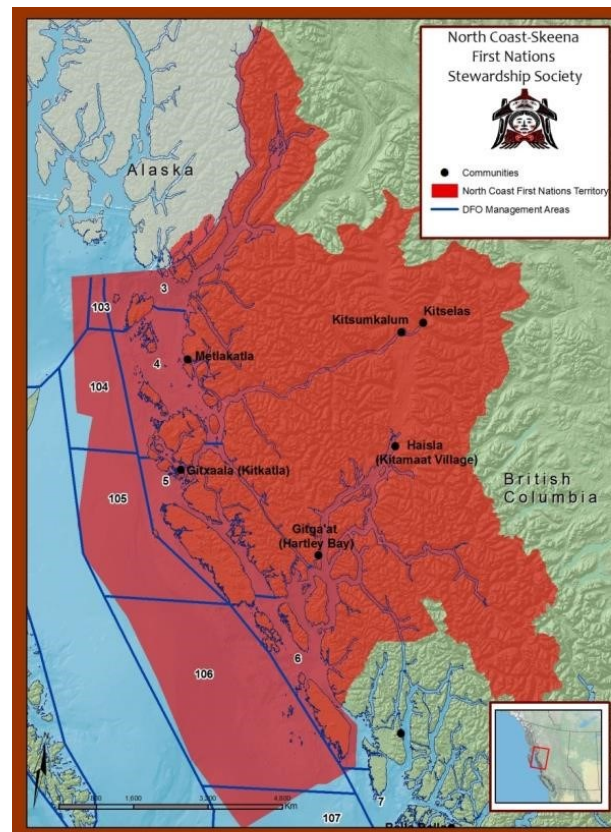 North Coast-Skeena
First Nations
Stewardship Society
Communities
North Coast First Nations Territory
DFO Management Areas
Alaska
3
103
Kitselas
Kitsumkalum
Metlakatla
4
104
Haisla
(Kitamaat Village)
Gitxaala (Kitkatla)
5
British
Columbia
105
Gitga'at
(Hartley Bay)
6
106
7
Km
107